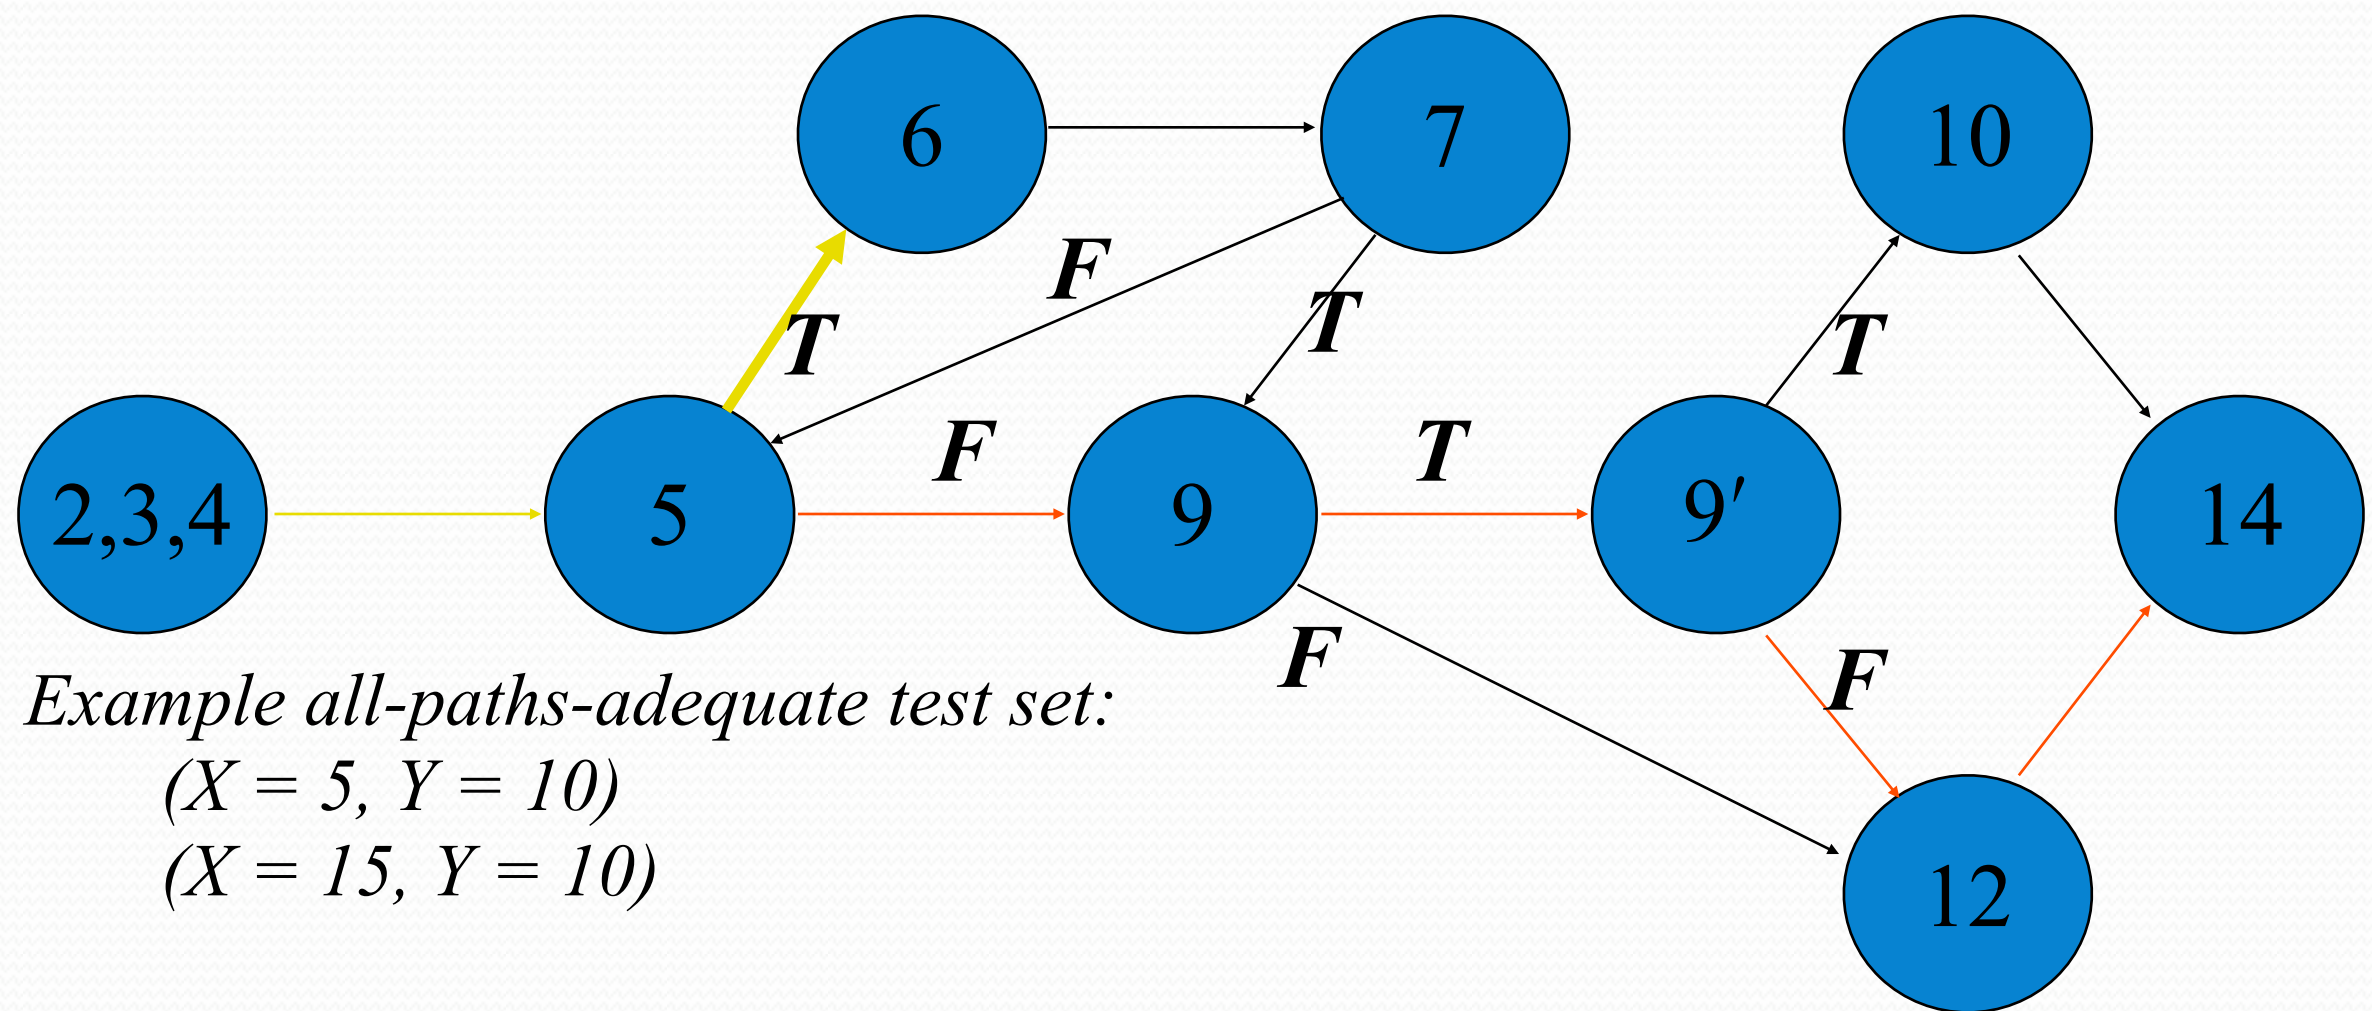 6
7
10
F
T
T
T
F
T
2,3,4
5
9
9′
14
F
F
Example all-paths-adequate test set:
(X = 5, Y = 10)
(X = 15, Y = 10)
12